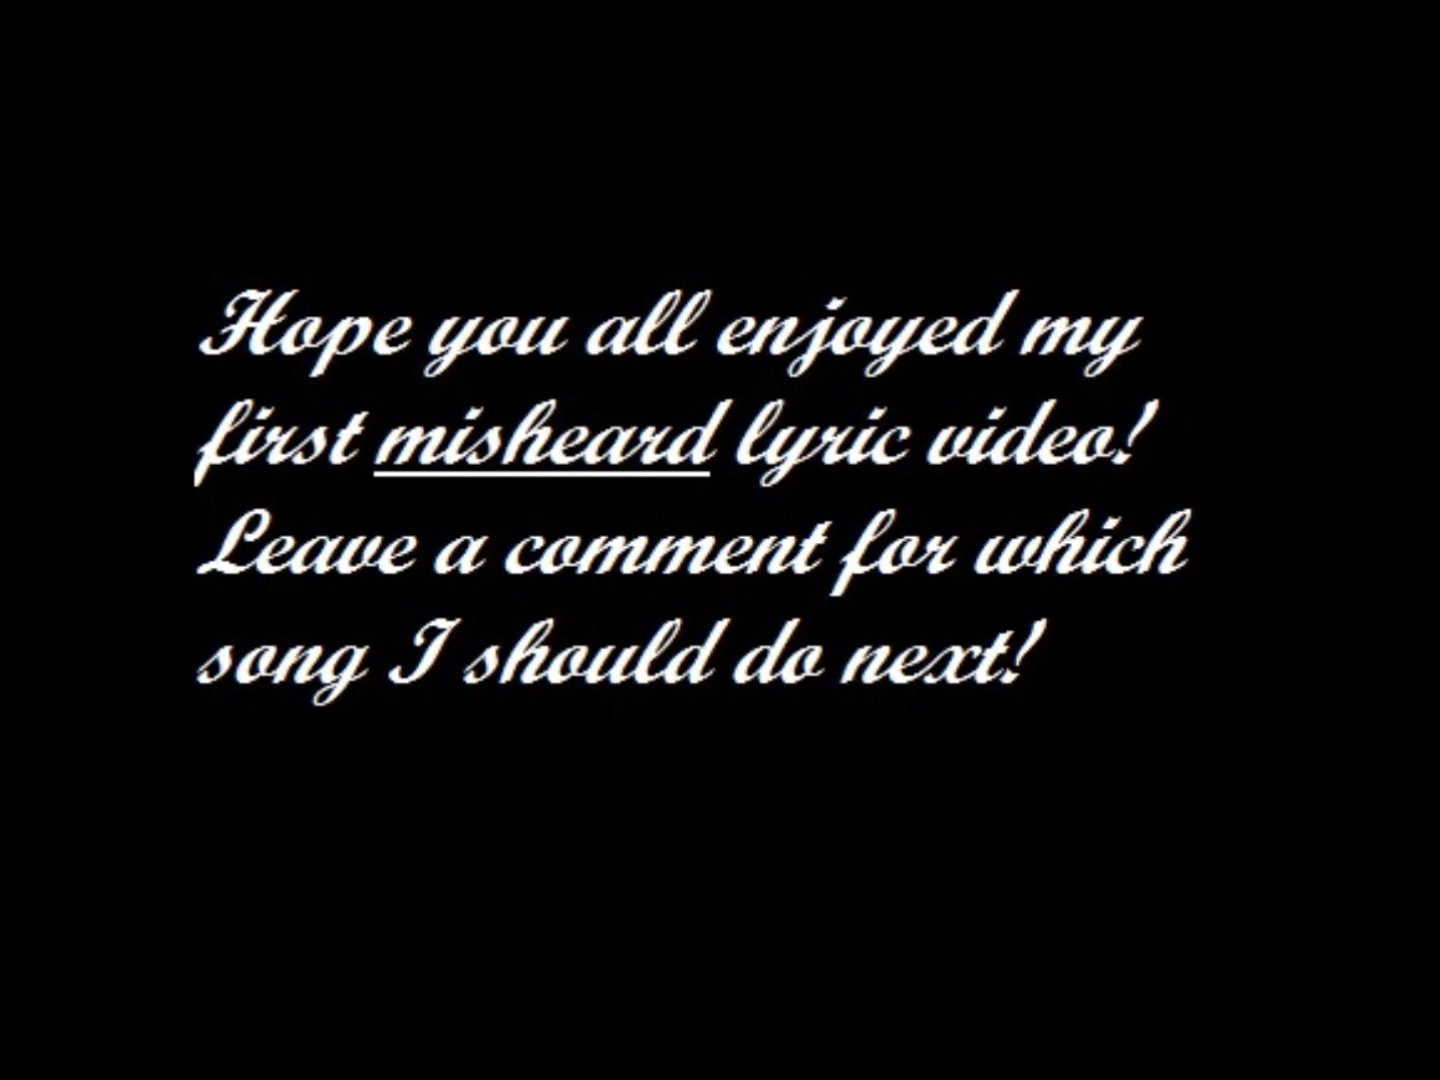 Hope you all enjoyed my
first misheard lyric video!
Leave a comment for which
song I should do next!